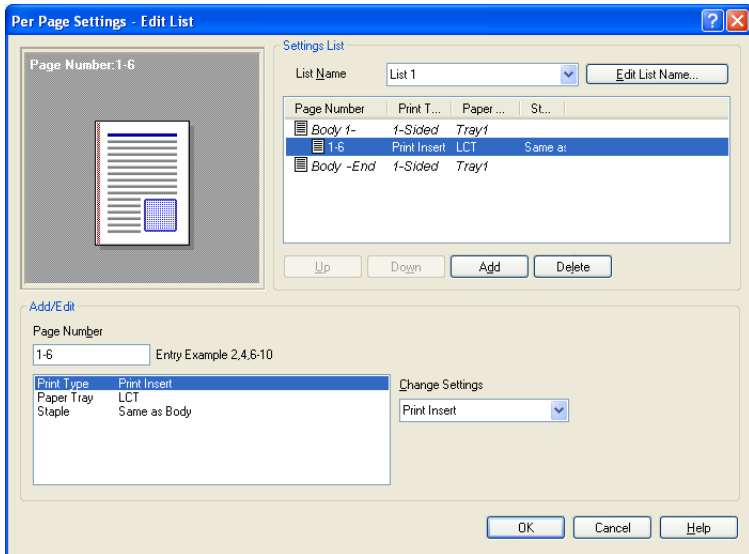 Per Page Settings - Edit List
Page Number:1-6
Settings List
List Name List 1 Edit List Name...
Page Number Print T... Paper ... St...
Body 1- 1-Sided Tray1
1-6 Print Insert LCT Same as
Body -End 1-Sided Tray1
Up Down Add Delete
Add/Edit
Page Number
1-6 Entry Example 2,4,6-10
Print Type Print Insert
Paper Tray LCT
Staple Same as Body
Change Settings
Print Insert
OK Cancel Help